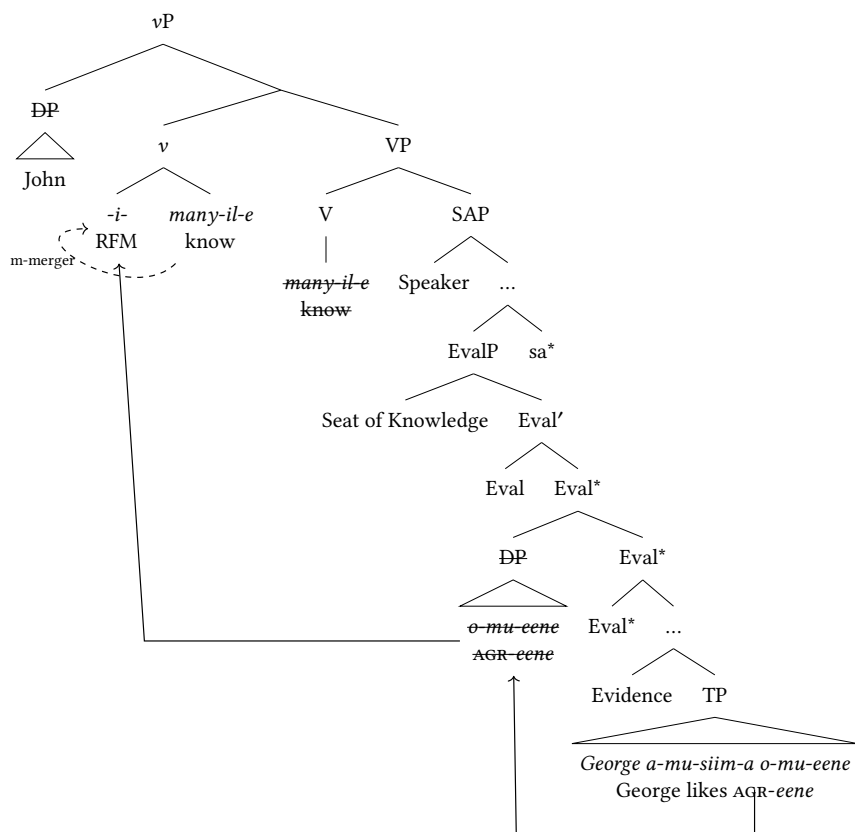 vP
DP
John
v
VP
-i-
RFM
many-il-e
know
m-merger
V
SAP
many-il-e
know
Speaker
...
EvalP
sa*
Seat of Knowledge
Eval′
Eval
Eval*
DP
Eval*
o-mu-eene
AGR-eene
Eval*
...
Evidence
TP
George a-mu-siim-a o-mu-eene
George likes AGR-eene